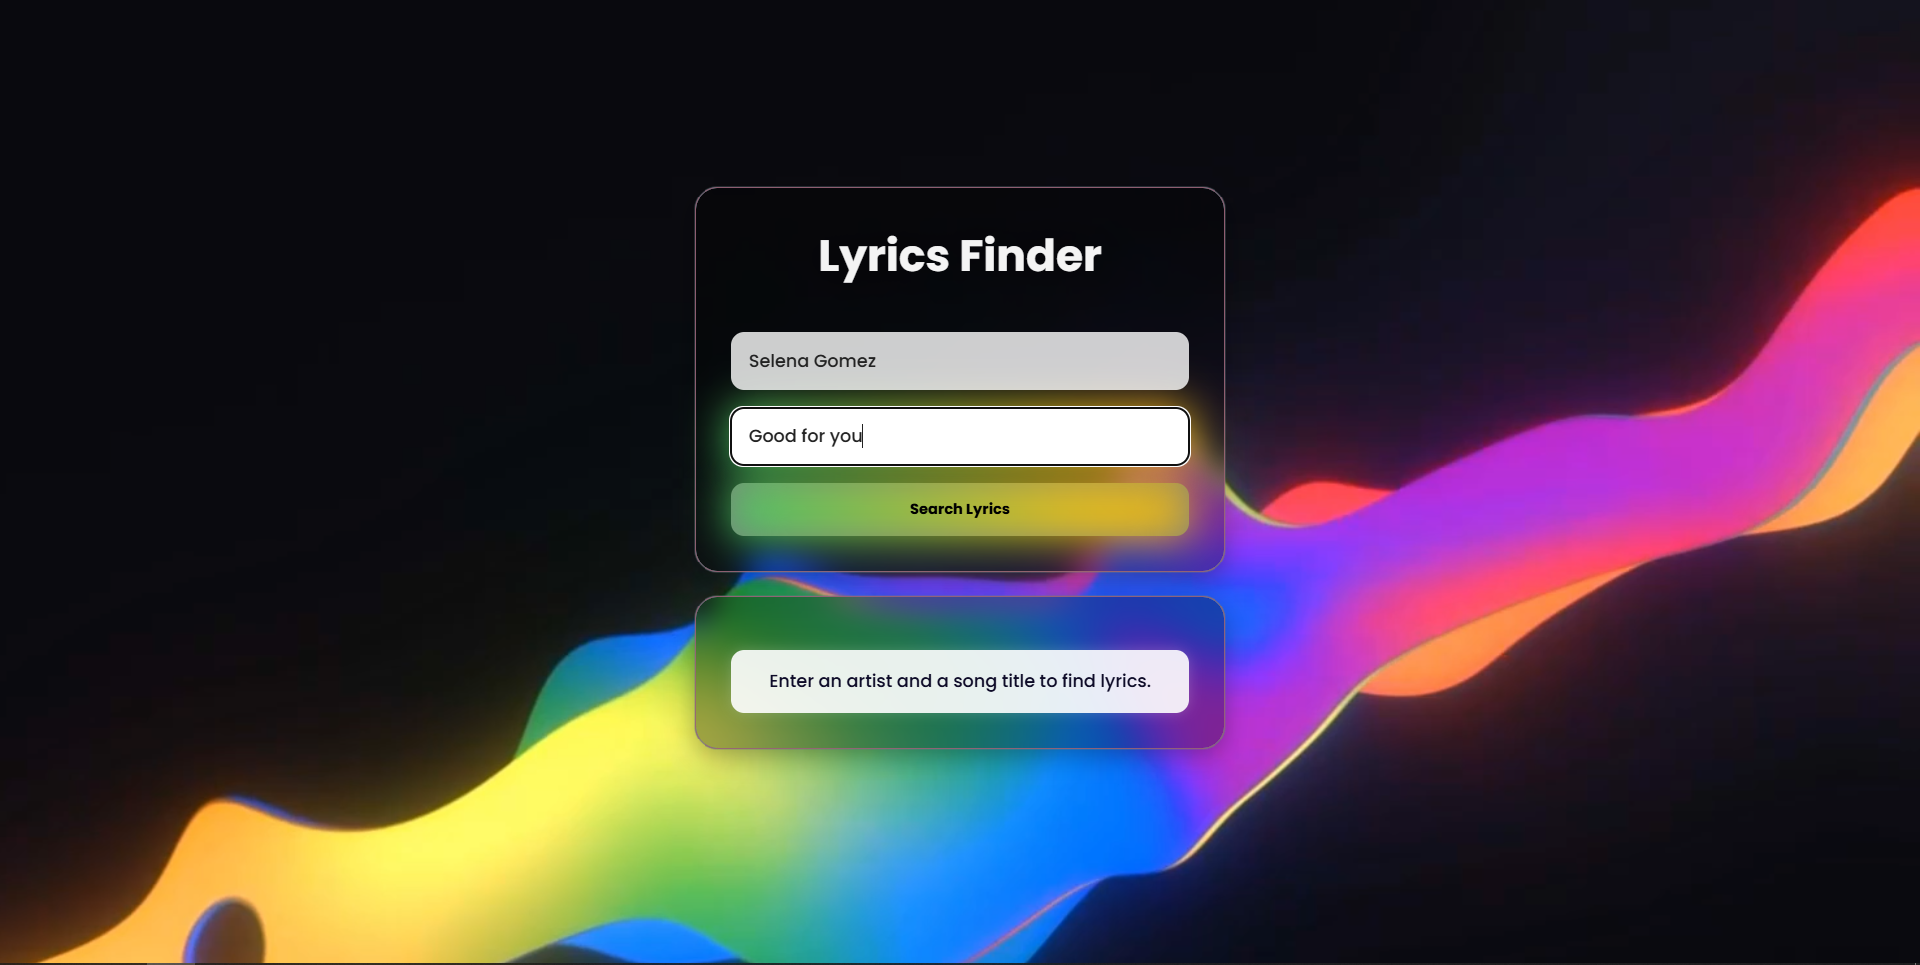 Lyrics Finder
Selena Gomez
Good for you
Search Lyrics
Enter an artist and a song title to find lyrics.